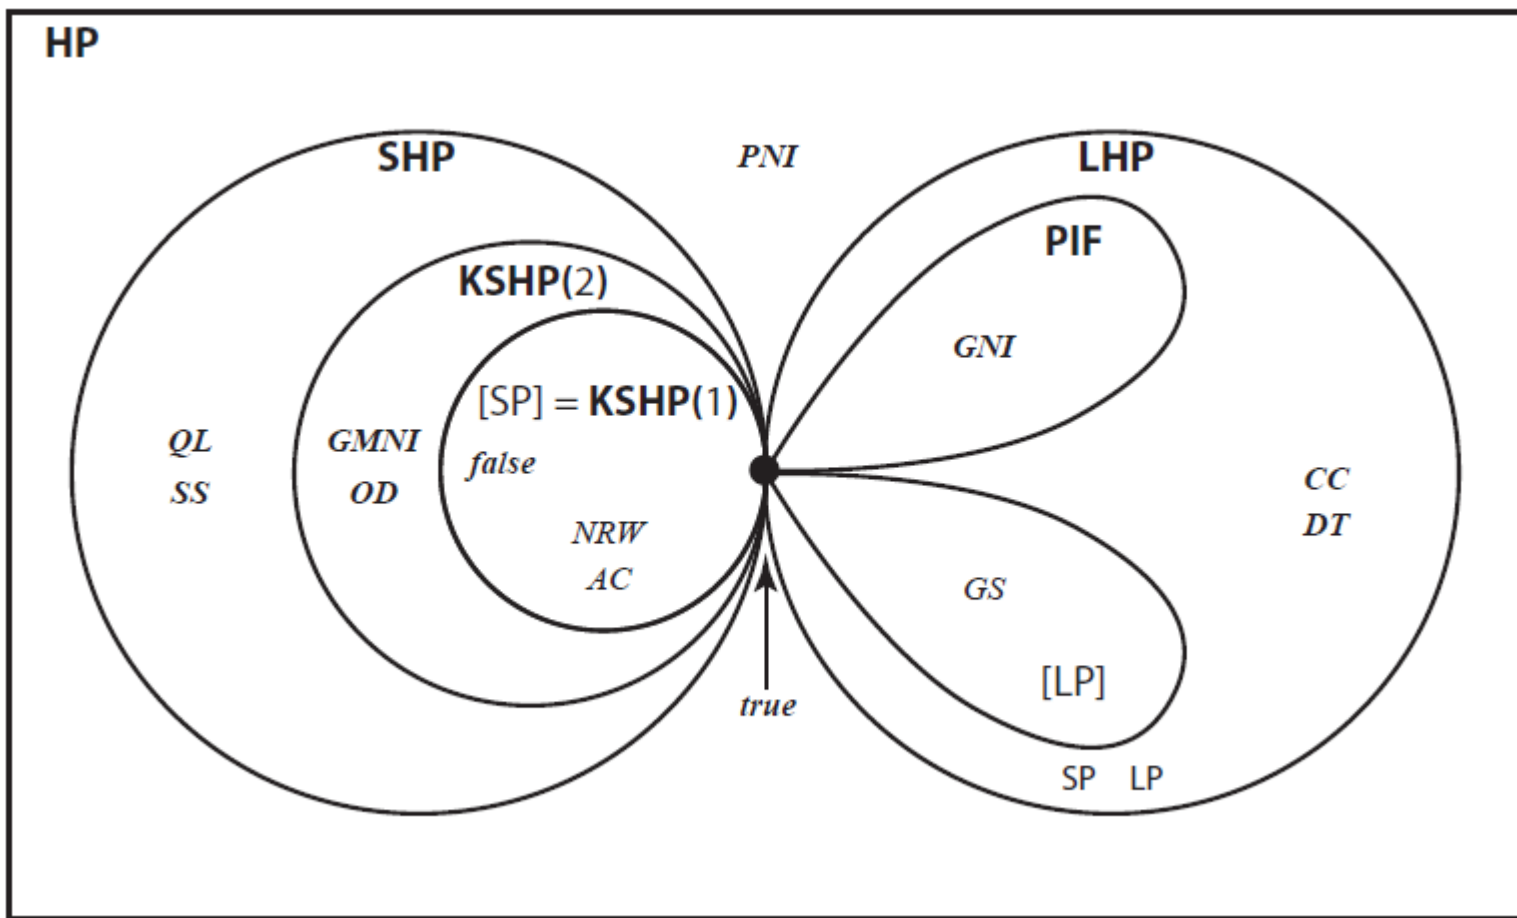 HP
SHP
PNI
LHP
PIF
KSHP(2)
GNI
[SP] = KSHP(1)
QL
SS
GMNI
OD
false
CC
DT
NRW
AC
GS
[LP]
true
SP LP